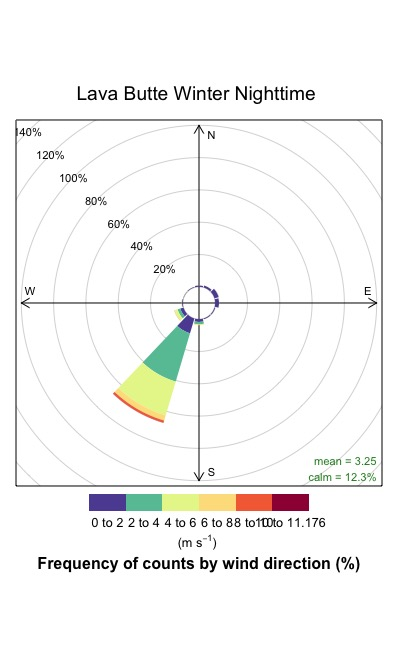 Lava Butte Winter Nighttime
140%
N
120%
100%
80%
60%
40%
20%
W
E
S
mean = 3.25
calm = 12.3%
0 to 2 2 to 4 4 to 6 6 to 8 8 to 10 10 to 11.176
(m s⁻¹)
Frequency of counts by wind direction (%)